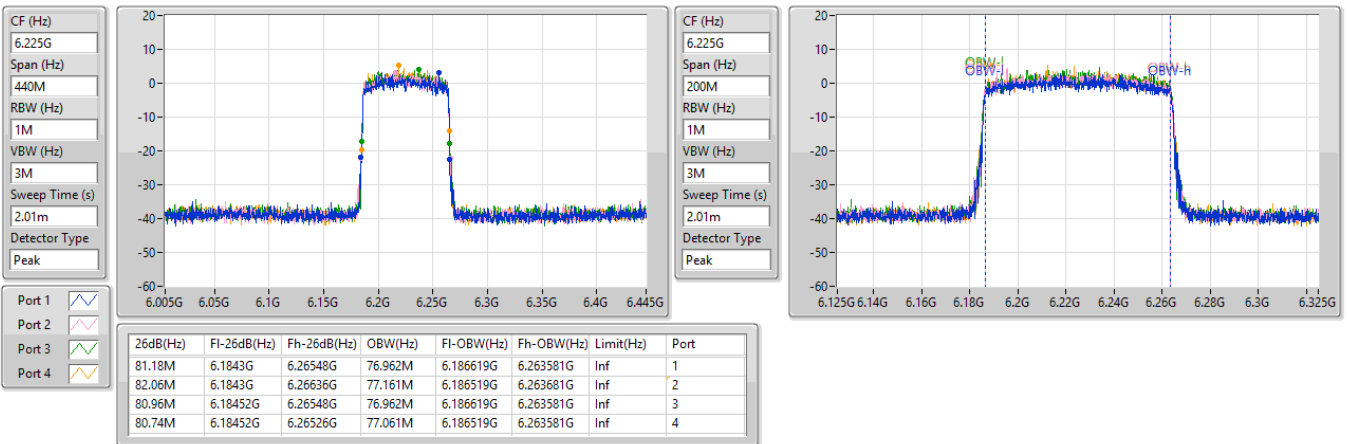 CF (Hz)
6.225G
Span (Hz)
440M
RBW (Hz)
1M
VBW (Hz)
3M
Sweep Time (s)
2.01m
Detector Type
Peak
20
10
0
-10
-20
-30
-40
-50
-60
6.005G 6.05G 6.1G 6.15G 6.2G 6.25G 6.3G 6.35G 6.4G 6.445G
CF (Hz)
6.225G
Span (Hz)
200M
RBW (Hz)
1M
VBW (Hz)
3M
Sweep Time (s)
2.01m
Detector Type
Peak
20
10
0
-10
-20
-30
-40
-50
-60
OBW-l
OBW-h
6.125G 6.14G 6.16G 6.18G 6.2G 6.22G 6.24G 6.26G 6.28G 6.3G 6.325G
Port 1
Port 2
Port 3
Port 4
26dB(Hz) Fl-26dB(Hz) Fh-26dB(Hz) OBW(Hz) Fl-OBW(Hz) Fh-OBW(Hz) Limit(Hz) Port
81.18M 6.1843G 6.26548G 76.962M 6.186619G 6.263581G Inf 1
82.06M 6.1843G 6.26636G 77.161M 6.186519G 6.263681G Inf 2
80.96M 6.18452G 6.26548G 76.962M 6.186619G 6.263581G Inf 3
80.74M 6.18452G 6.26526G 77.061M 6.186519G 6.263581G Inf 4